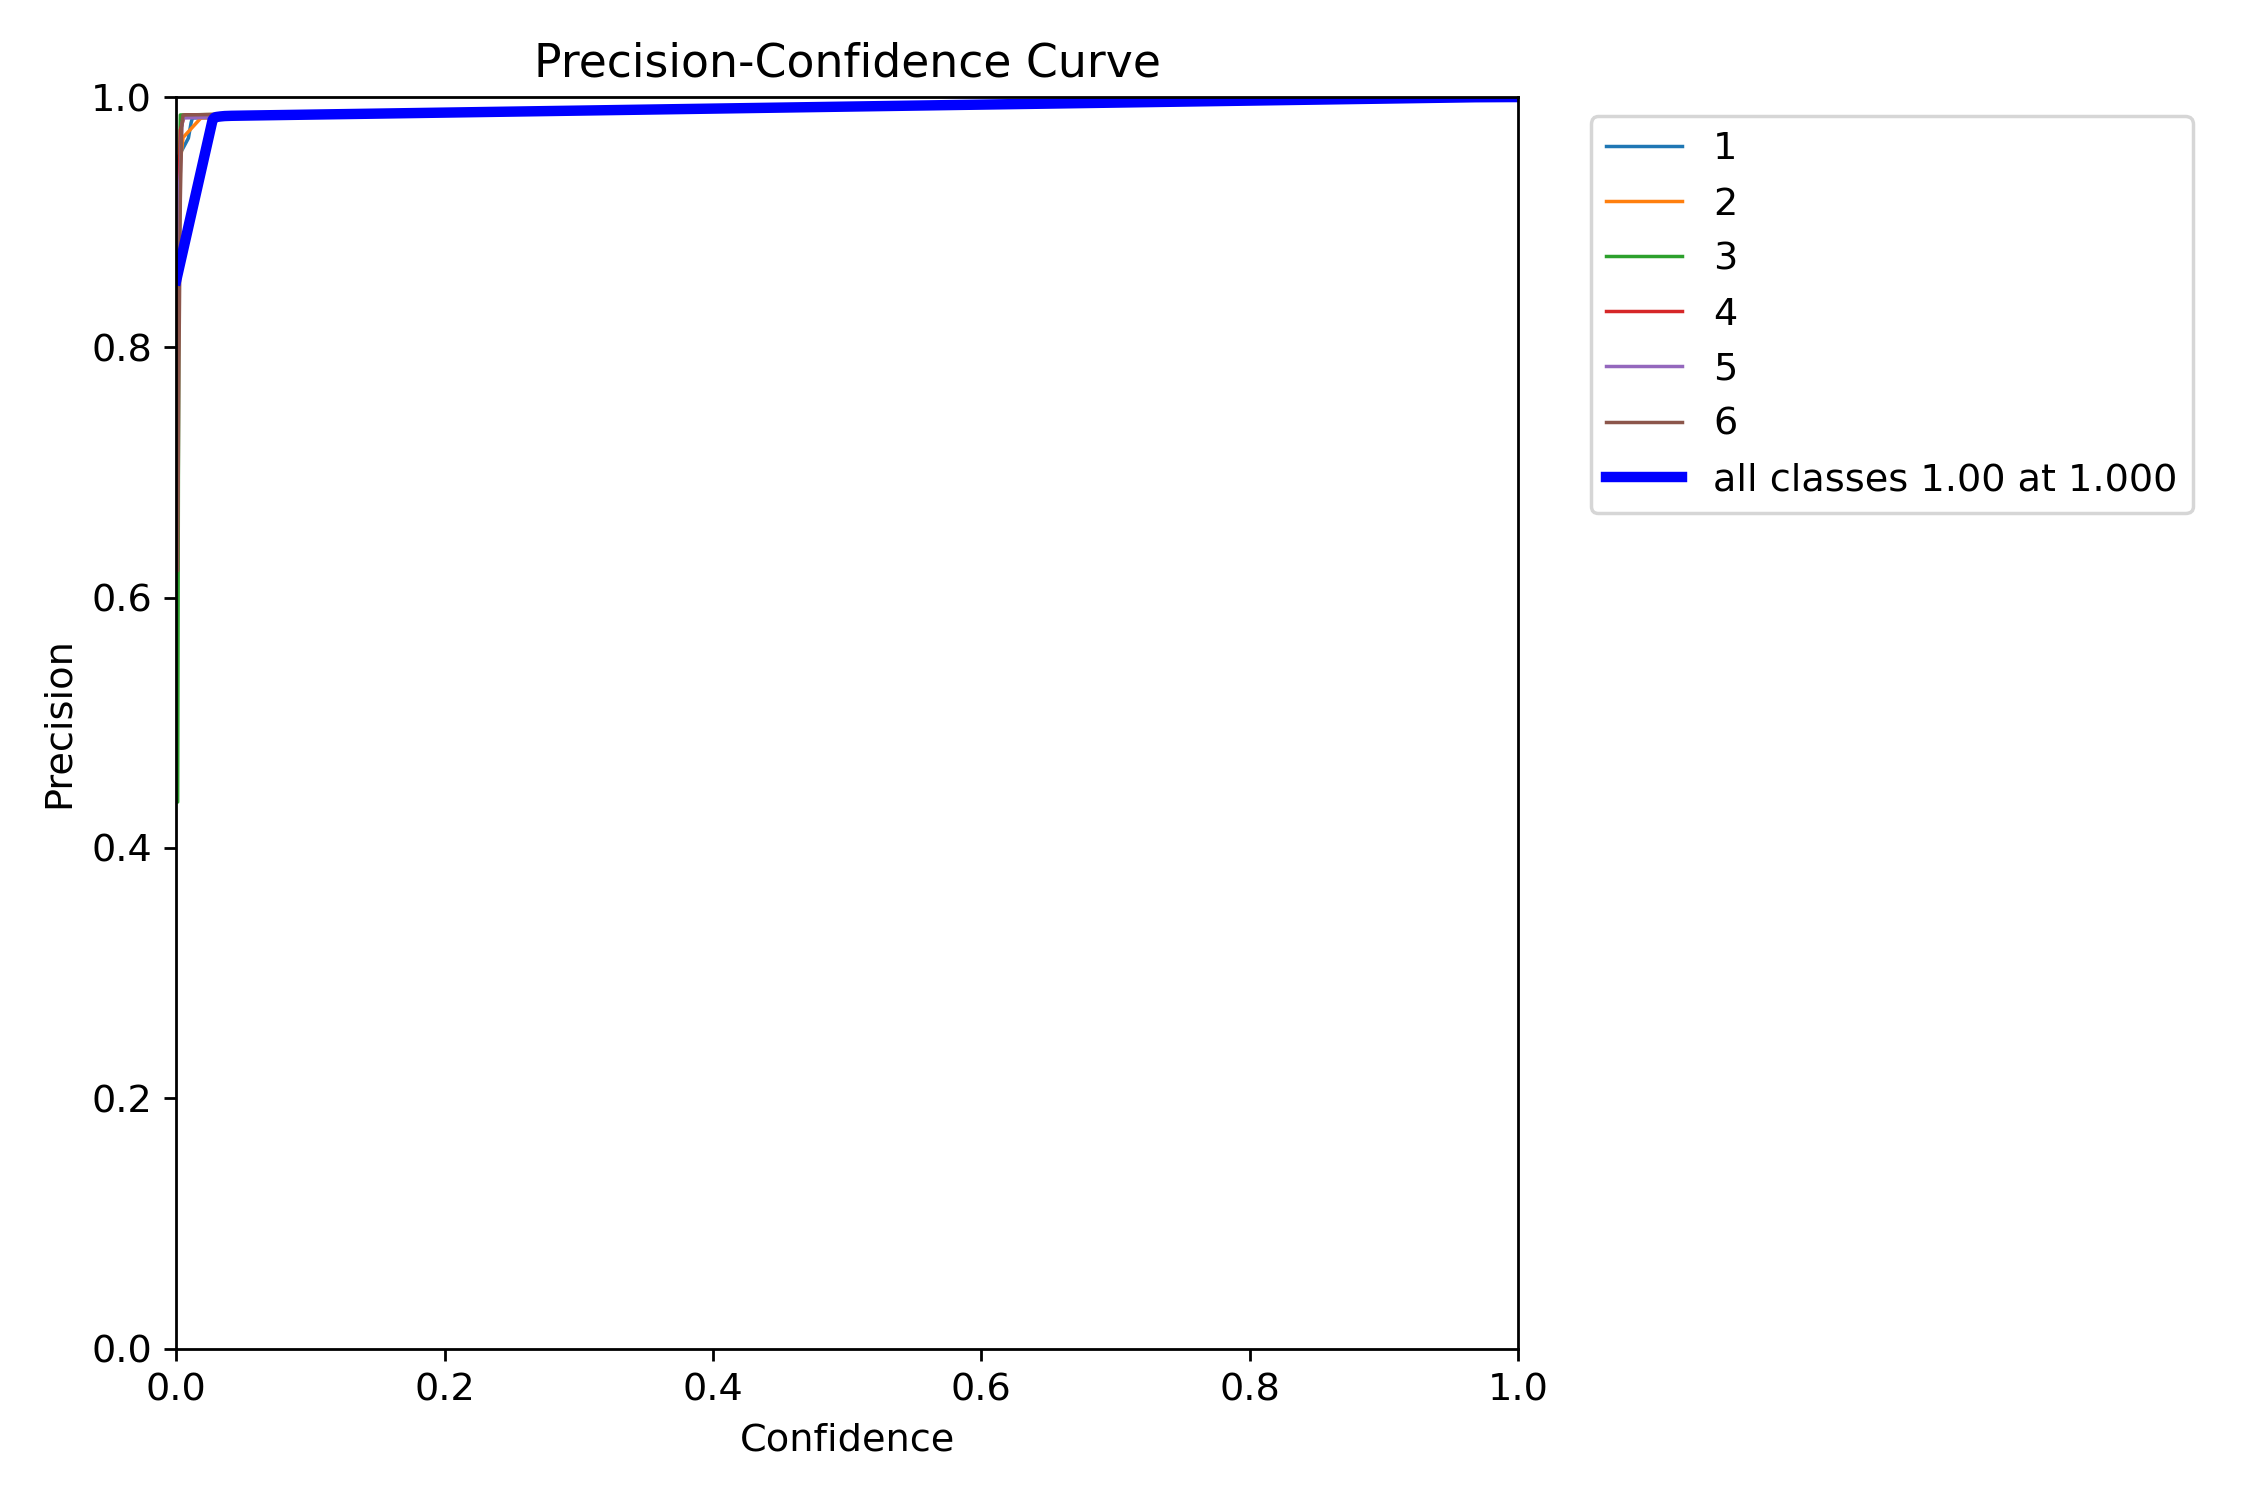 Precision-Confidence Curve
1.0
0.8
0.6
0.4
0.2
0.0
Precision
0.0 0.2 0.4 0.6 0.8 1.0
Confidence
1
2
3
4
5
6
all classes 1.00 at 1.000